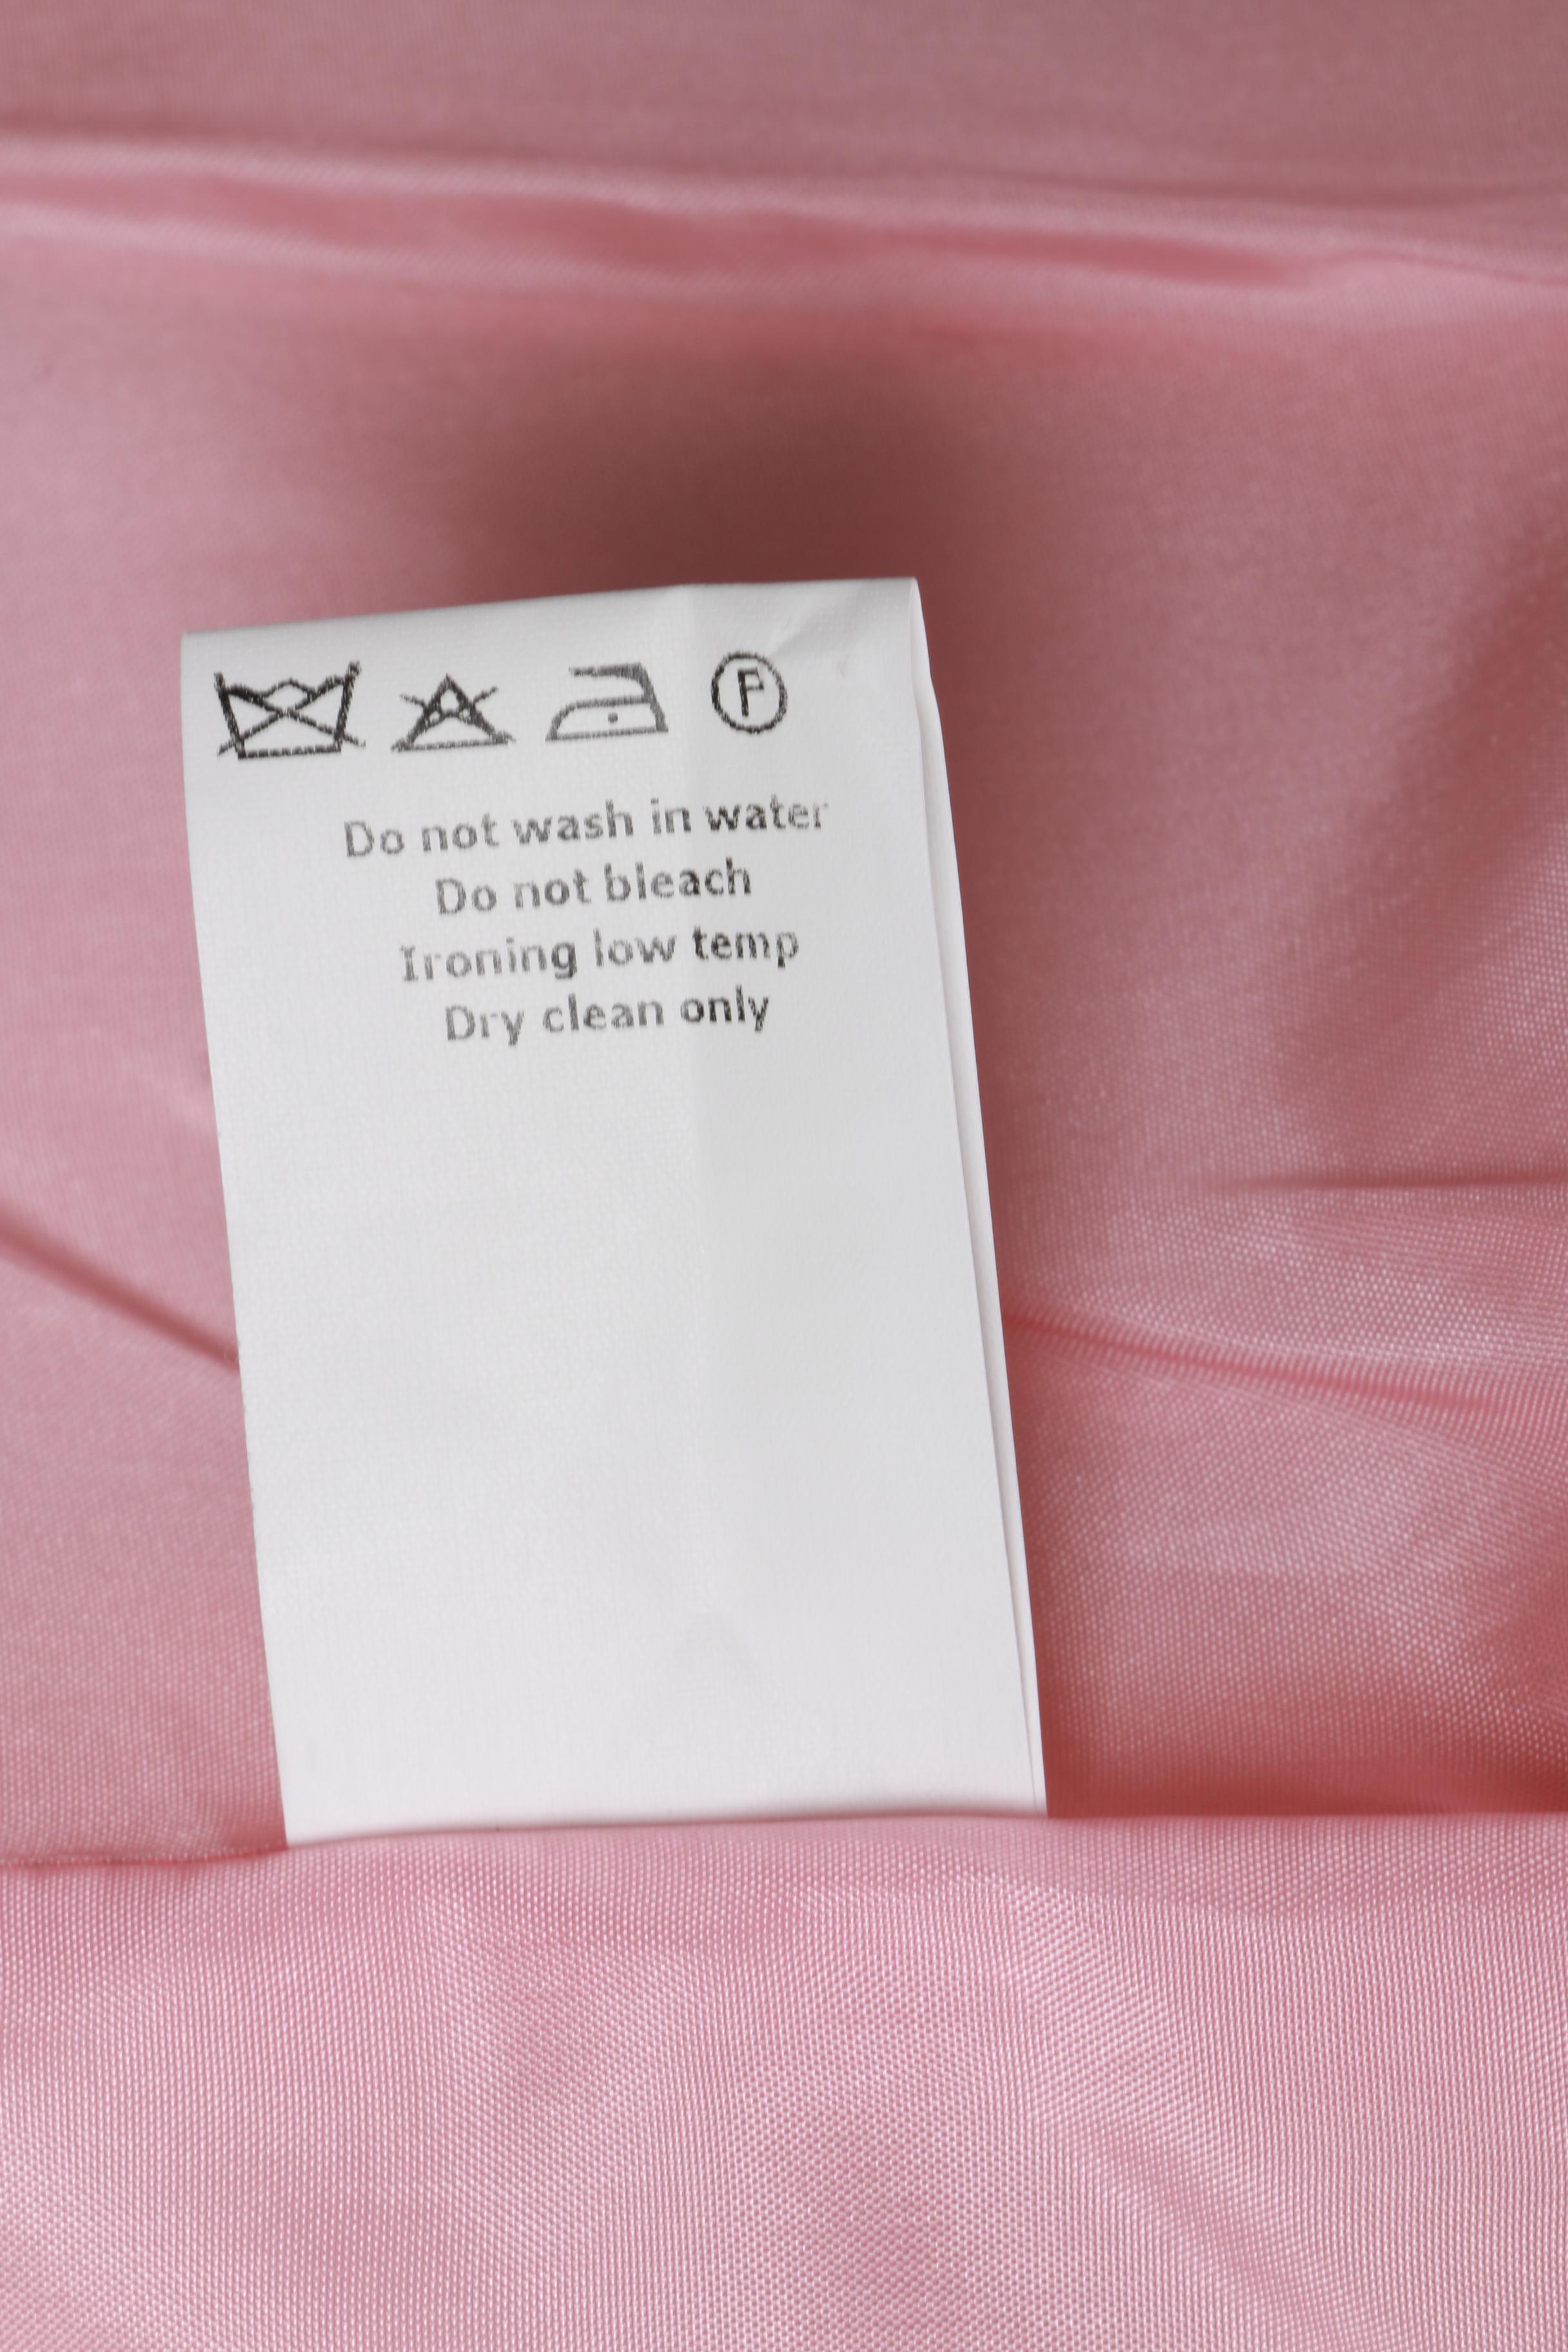 F
Do not wash in water
Do not bleach
Ironing low temp
Dry clean only